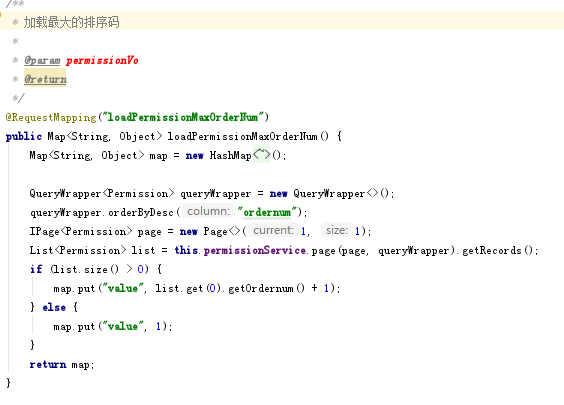 /**
 * 加载最大的排序码
 *
 * @param permissionVo
 * @return
 */
@RequestMapping("loadPermissionMaxOrderNum")
public Map<String, Object> loadPermissionMaxOrderNum() {
    Map<String, Object> map = new HashMap<~>();
    QueryWrapper<Permission> queryWrapper = new QueryWrapper<>();
    queryWrapper.orderByDesc( column: "ordernum");
    IPage<Permission> page = new Page<>( current: 1, size: 1);
    List<Permission> list = this.permissionService.page(page, queryWrapper).getRecords();
    if (list.size() > 0) {
        map.put("value", list.get(0).getOrdernum() + 1);
    } else {
        map.put("value", 1);
    }
    return map;
}